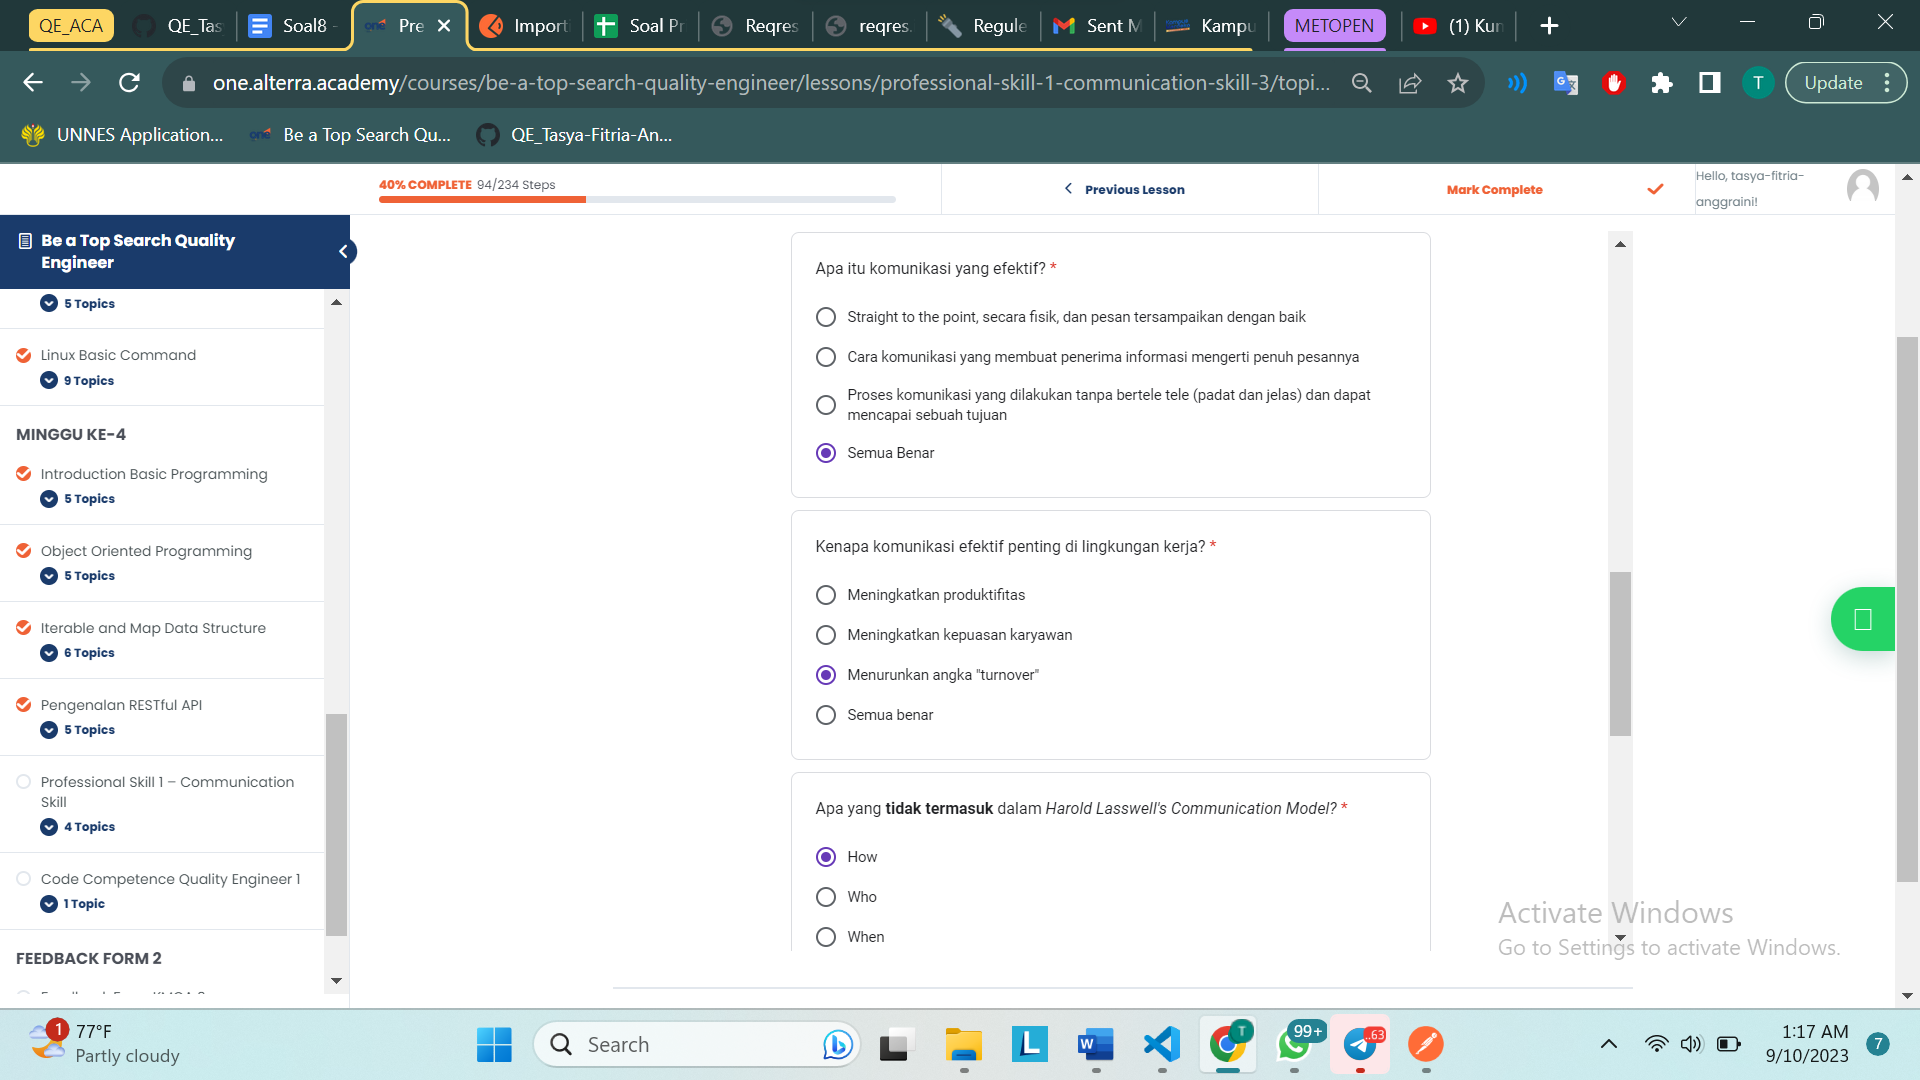 QE_ACA
QE_Tas
Soal8 -
Pre
Importi
Soal Pr
Reqres
reqres.
Regule
Sent M
Kampu
METOPEN
(1) Kun
one.alterra.academy/courses/be-a-top-search-quality-engineer/lessons/professional-skill-1-communication-skill-3/topi...
T
Update
UNNES Application...
one
Be a Top Search Qu...
QE_Tasya-Fitria-An...
40% COMPLETE 94/234 Steps
Previous Lesson
Mark Complete
Hello, tasya-fitria-
anggraini!
Be a Top Search Quality
Engineer
5 Topics
Linux Basic Command
9 Topics
MINGGU KE-4
Introduction Basic Programming
5 Topics
Object Oriented Programming
5 Topics
Iterable and Map Data Structure
6 Topics
Pengenalan RESTful API
5 Topics
Professional Skill 1 – Communication
Skill
4 Topics
Code Competence Quality Engineer 1
1 Topic
FEEDBACK FORM 2
Apa itu komunikasi yang efektif? *
Straight to the point, secara fisik, dan pesan tersampaikan dengan baik
Cara komunikasi yang membuat penerima informasi mengerti penuh pesannya
Proses komunikasi yang dilakukan tanpa bertele tele (padat dan jelas) dan dapat
mencapai sebuah tujuan
Semua Benar
Kenapa komunikasi efektif penting di lingkungan kerja? *
Meningkatkan produktifitas
Meningkatkan kepuasan karyawan
Menurunkan angka "turnover"
Semua benar
Apa yang tidak termasuk dalam Harold Lasswell's Communication Model? *
How
Who
When
Activate Windows
Go to Settings to activate Windows.
1
77°F
Partly cloudy
Search
L
W
T
99+
..63
1:17 AM
9/10/2023
7